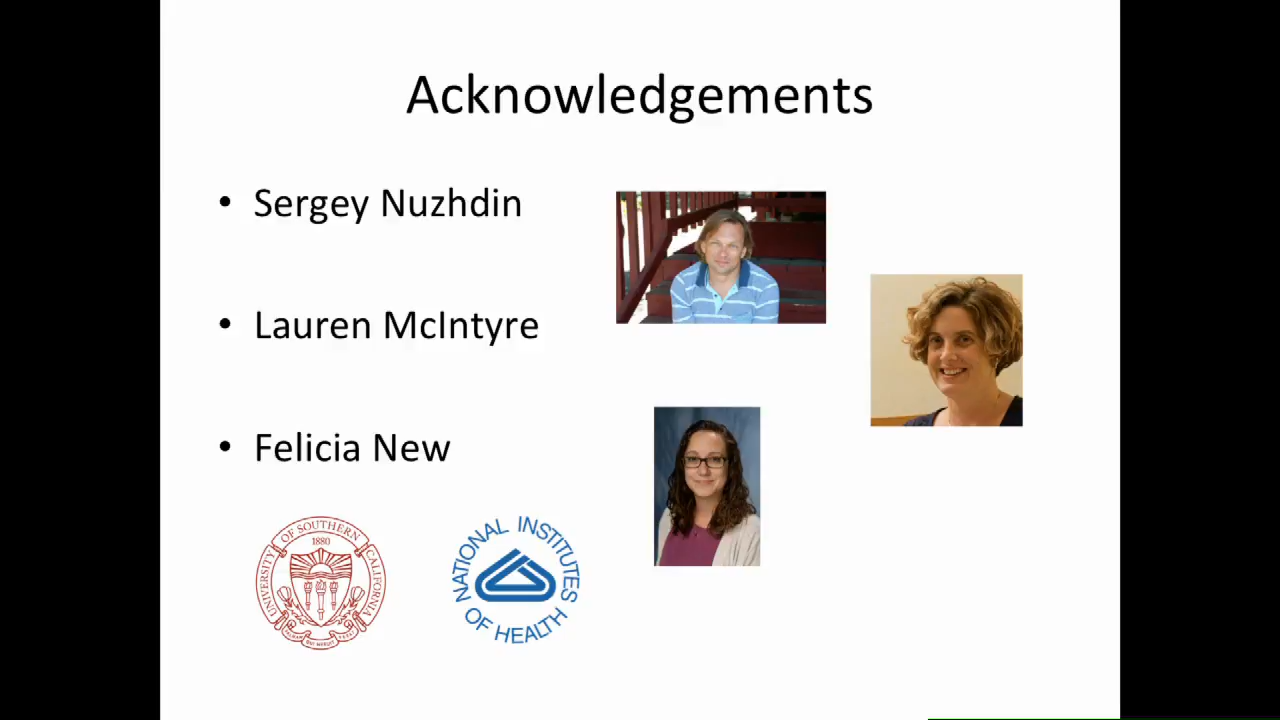 Acknowledgements
• Sergey Nuzhdin
• Lauren McIntyre
• Felicia New
UNIVERSITY OF SOUTHERN CALIFORNIA
1880
NATIONAL INSTITUTES OF HEALTH